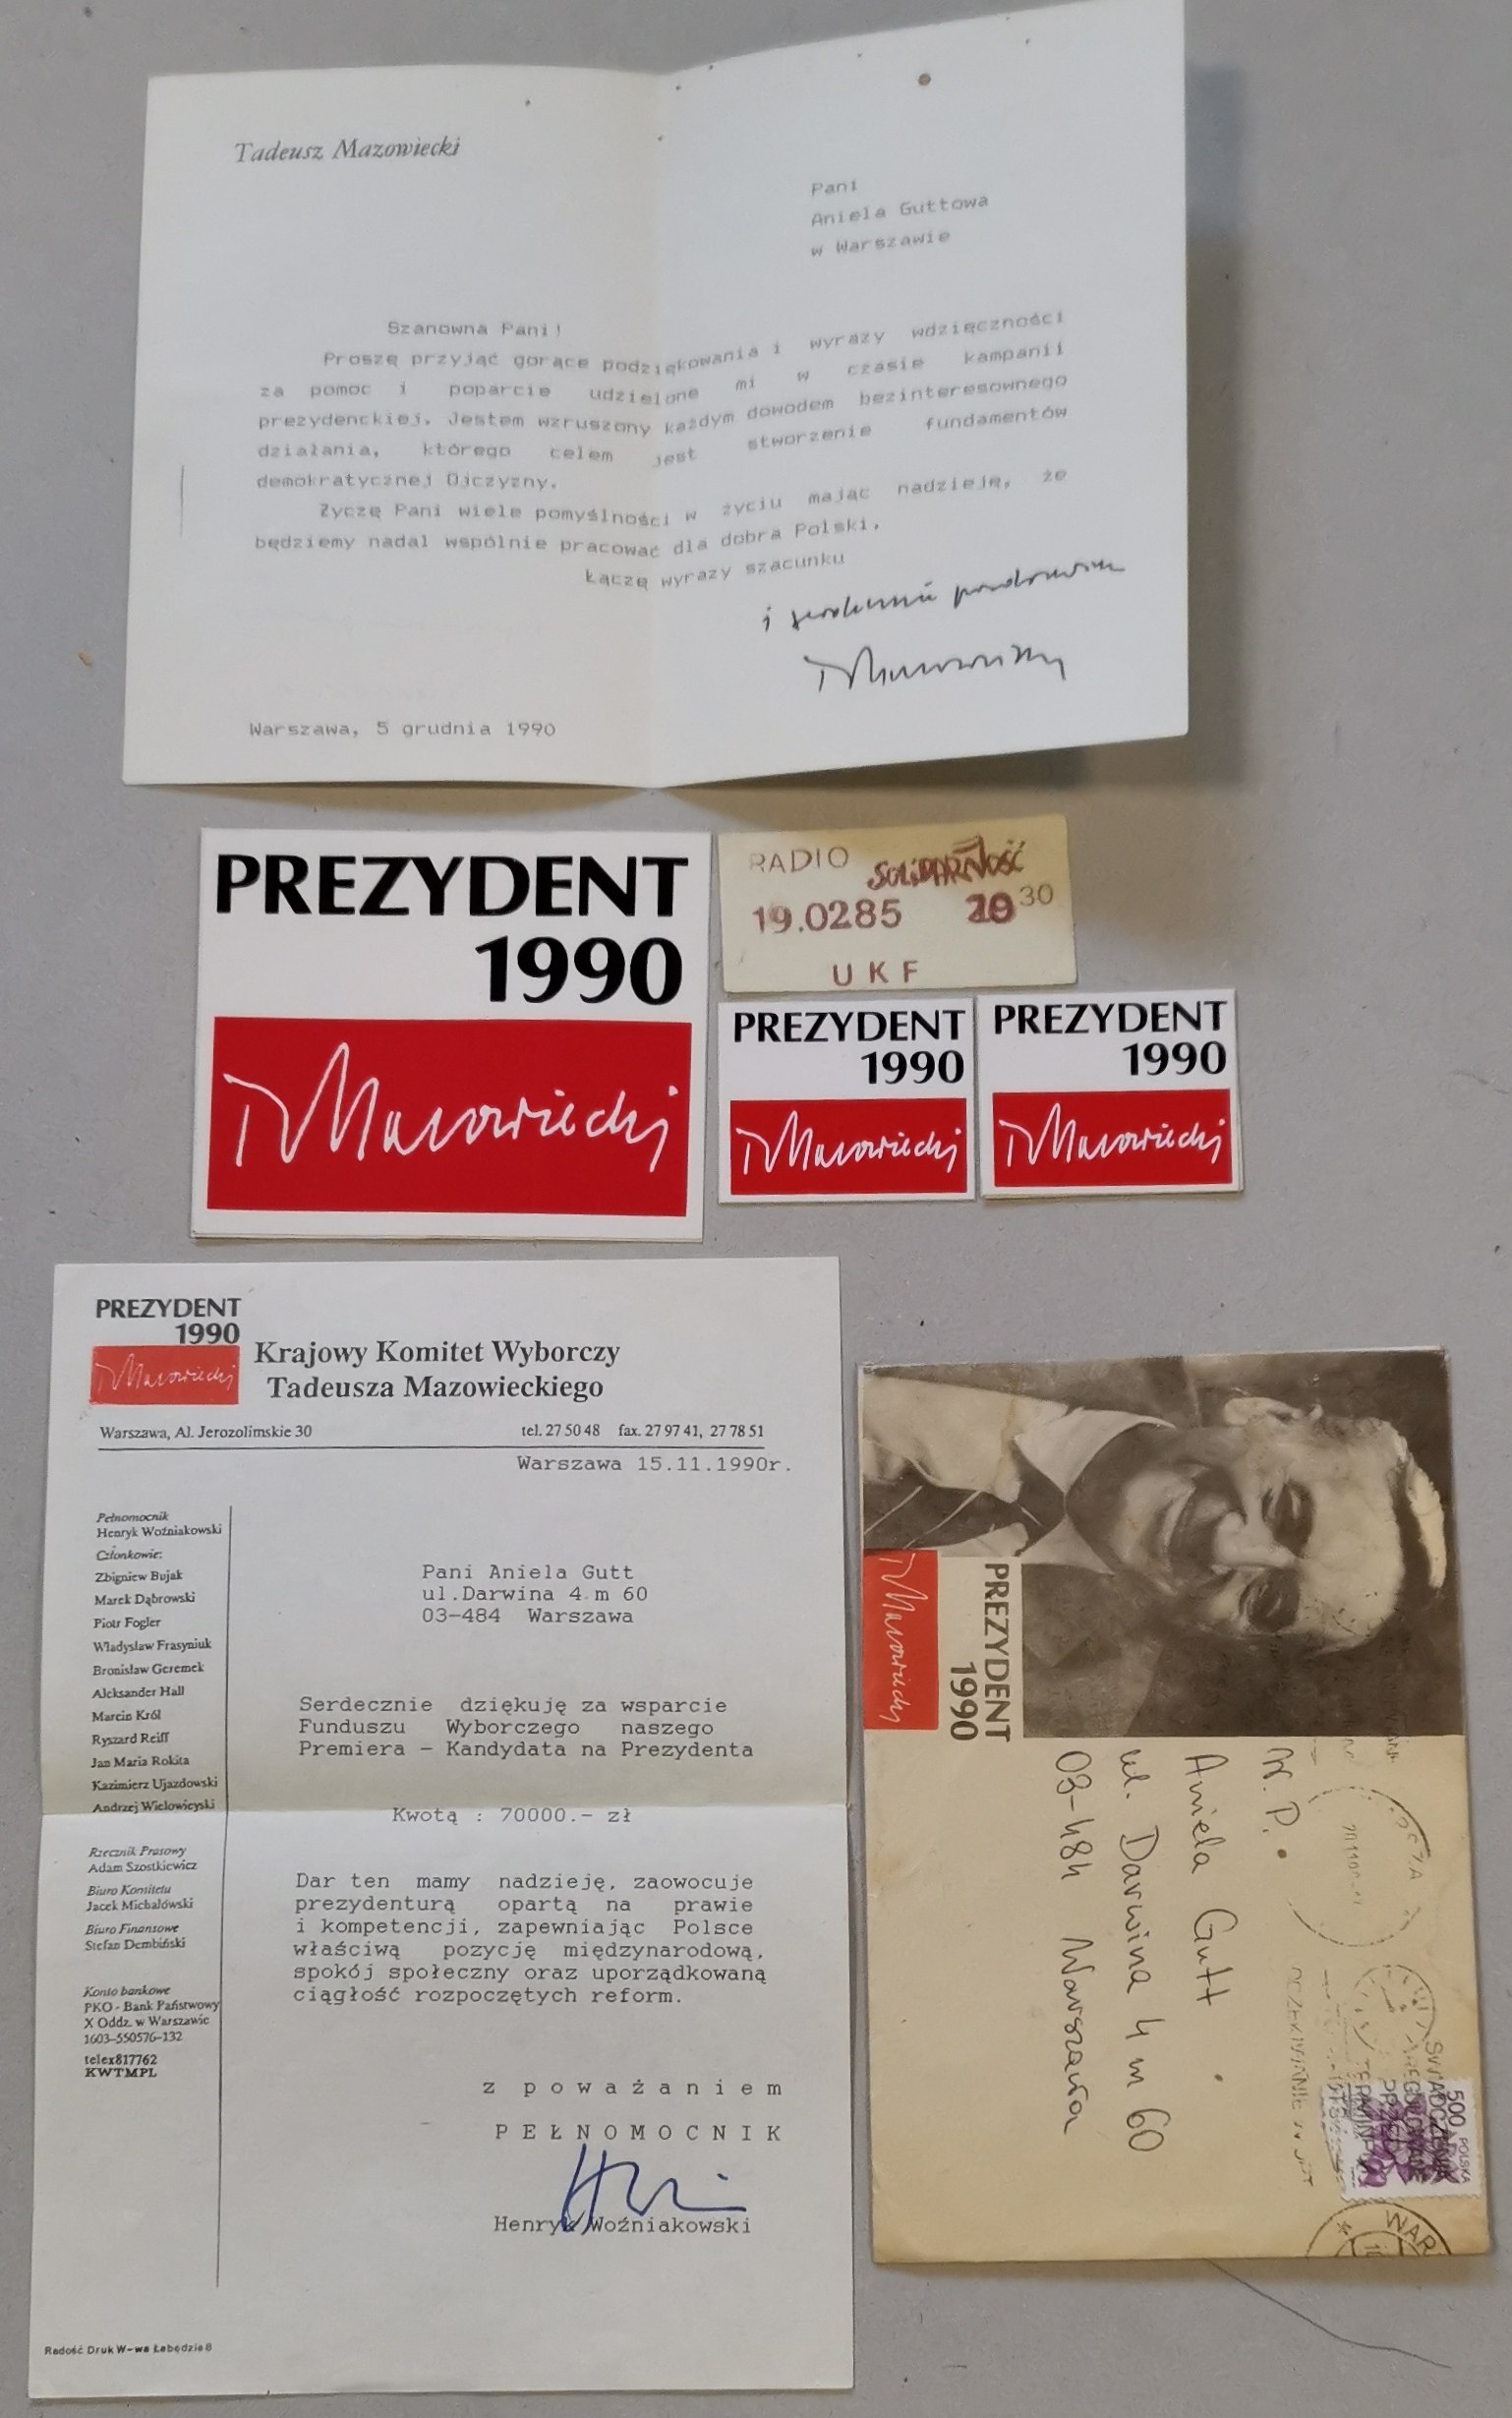 Tadeusz Mazowiecki
Pani
Aniela Guttowa
w Warszawie
Szanowna Pani!
Proszę przyjąć gorące podziękowania i wyrazy wdzięczności
za pomoc i poparcie udzielone mi w czasie kampanii
prezydenckiej. Jestem wzruszony każdym dowodem bezinteresownego
działania, którego celem jest stworzenie fundamentów
demokratycznej Ojczyzny.
Życzę Pani wiele pomyślności w życiu mając nadzieję, że
będziemy nadal wspólnie pracować dla dobra Polski.
Łączę wyrazy szacunku
i serdeczne pozdrowienia
T Mazowiecki
Warszawa, 5 grudnia 1990
PREZYDENT
1990
T Mazowiecki
RADIO SOLIDARNOŚĆ
19.0285 30
UKF
PREZYDENT
1990
T Mazowiecki
PREZYDENT
1990
T Mazowiecki
PREZYDENT
1990
T Mazowiecki
Krajowy Komitet Wyborczy
Tadeusza Mazowieckiego
Warszawa, Al. Jerozolimskie 30 tel. 27 50 48 fax. 27 97 41, 27 78 51
Warszawa 15.11.1990r.
Pełnomocnik
Henryk Woźniakowski
Członkowie:
Zbigniew Bujak
Marek Dąbrowski
Piotr Fogler
Władysław Frasyniuk
Bronisław Geremek
Aleksander Hall
Marcin Król
Ryszard Reiff
Jan Maria Rokita
Kazimierz Ujazdowski
Andrzej Wielowieyski
Rzecznik Prasowy
Adam Szostkiewicz
Biuro Komitetu
Jacek Michałówski
Biuro Finansowe
Stefan Dembiński
Konto bankowe
PKO - Bank Państwowy
X Oddz. w Warszawie
1603-550576-132
telex817762
KWTMPL
Pani Aniela Gutt
ul.Darwina 4 m 60
03-484 Warszawa
Serdecznie dziękuję za wsparcie
Funduszu Wyborczego naszego
Premiera - Kandydata na Prezydenta
Kwotą : 70000.- zł
Dar ten mamy nadzieję, zaowocuje
prezydenturą opartą na prawie
i kompetencji, zapewniając Polsce
właściwą pozycję międzynarodową,
spokój społeczny oraz uporządkowaną
ciągłość rozpoczętych reform.
z poważaniem
PEŁNOMOCNIK
Henryk Woźniakowski
Radość Druk W-wa Łabędzia 8
PREZYDENT
1990
T Mazowiecki
W.P.
Aniela Gutt
ul. Darwina 4 m 60
03-484 Warszawa
500 POLSKA
WAR